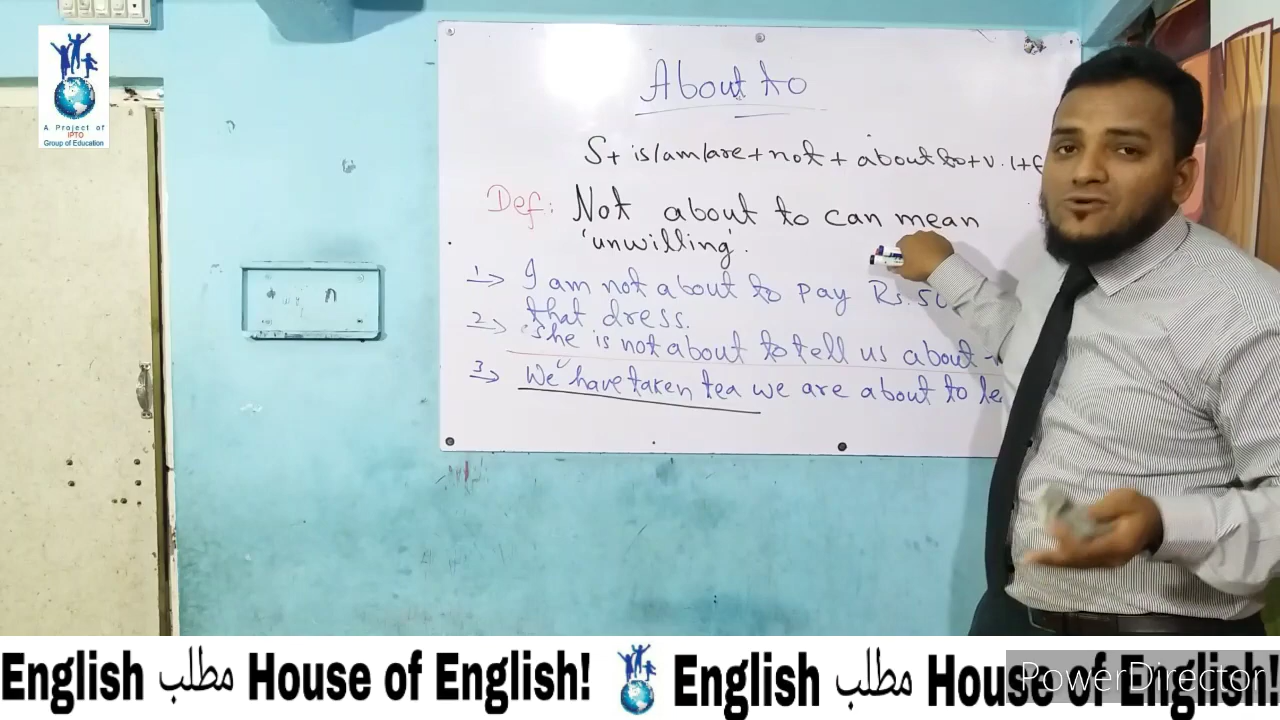 A Project of
IPTO
Group of Education
About to
S+ is/am/are + not + about to + v.1 +
Def: Not about to can mean
'unwilling'.
1→ I am not about to pay Rs. 50
that dress.
2→ she is not about to tell us about
3→ We have taken tea we are about to le
English مطلب House of English! English مطلب House of English!
PowerDirector